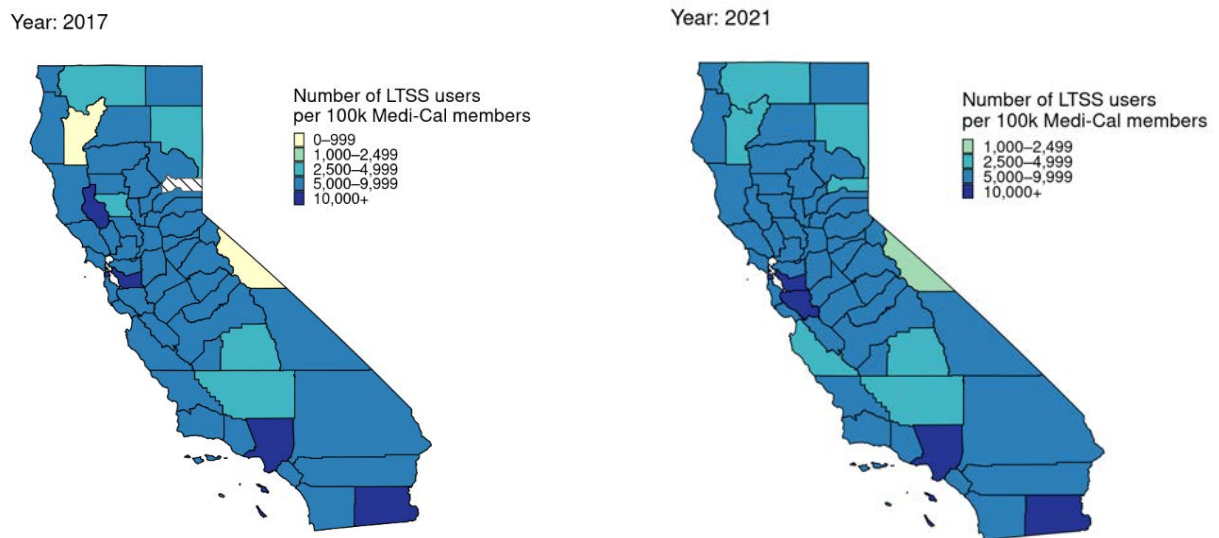 Year: 2017
Number of LTSS users
per 100k Medi-Cal members
0–999
1,000–2,499
2,500–4,999
5,000–9,999
10,000+
Year: 2021
Number of LTSS users
per 100k Medi-Cal members
1,000–2,499
2,500–4,999
5,000–9,999
10,000+